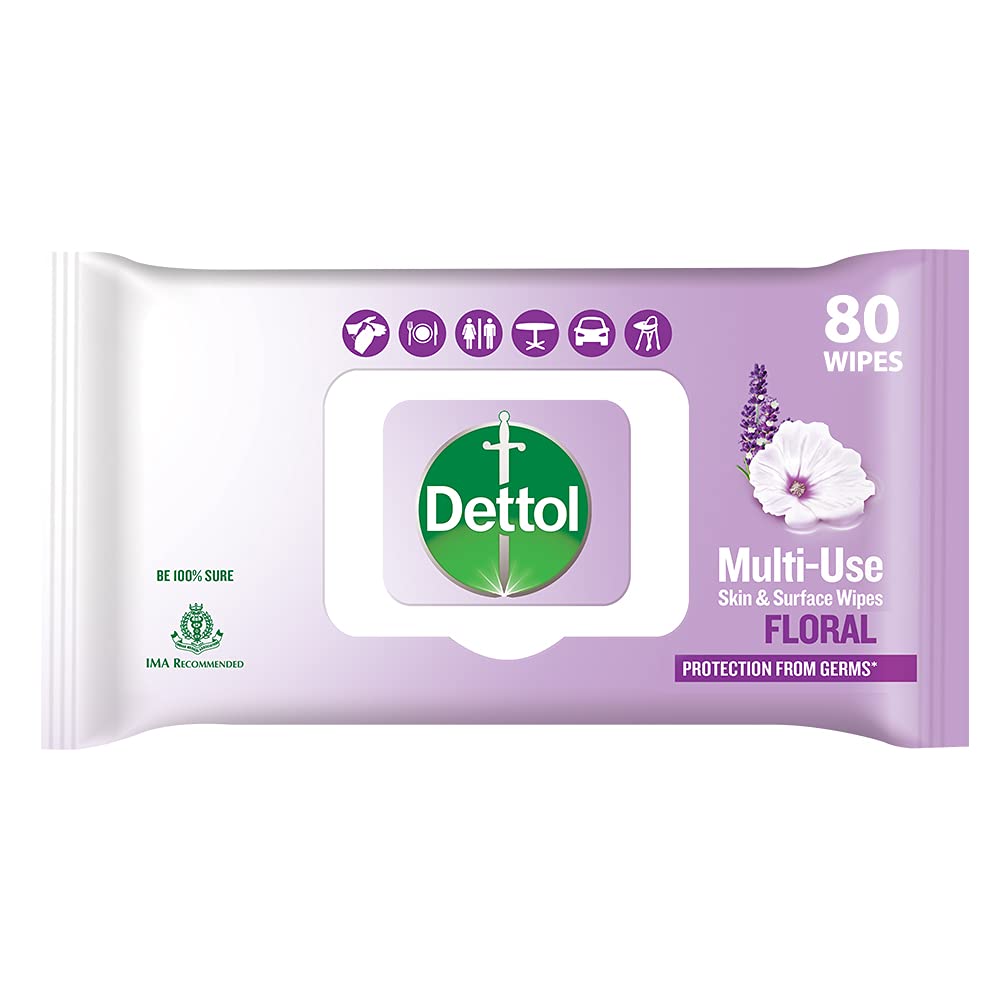 80
WIPES
Dettol
BE 100% SURE
IMA RECOMMENDED
Multi-Use
Skin & Surface Wipes
FLORAL
PROTECTION FROM GERMS*